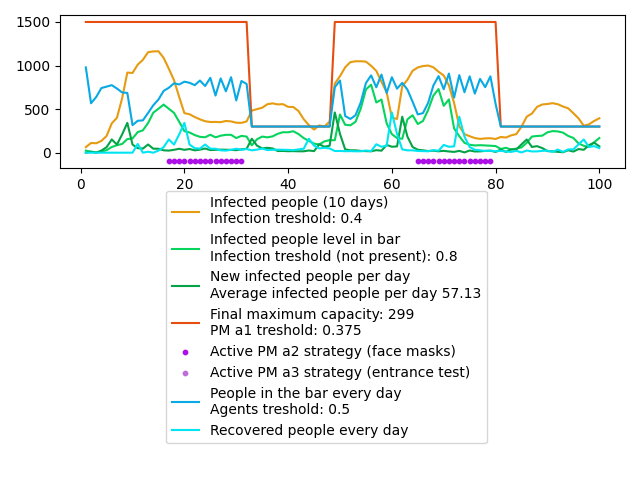 1500
1000
500
0
0
20
40
60
80
100
Infected people (10 days)
Infection treshold: 0.4
Infected people level in bar
Infection treshold (not present): 0.8
New infected people per day
Average infected people per day 57.13
Final maximum capacity: 299
PM a1 treshold: 0.375
Active PM a2 strategy (face masks)
Active PM a3 strategy (entrance test)
People in the bar every day
Agents treshold: 0.5
Recovered people every day